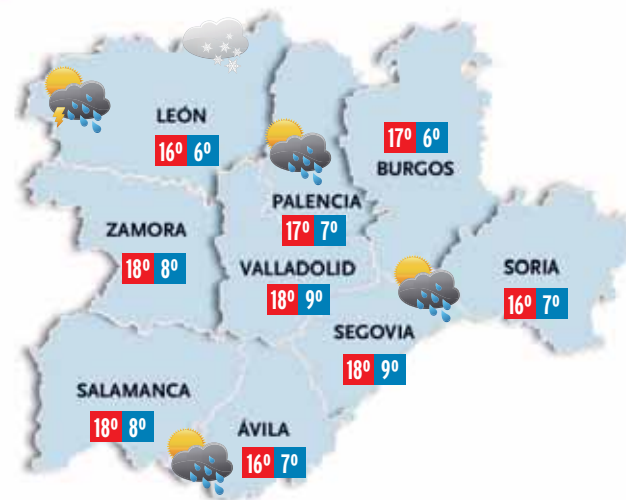 LEÓN
16º 6º
17º 6º
BURGOS
PALENCIA
17º 7º
ZAMORA
18º 8º
VALLADOLID
18º 9º
SORIA
16º 7º
SEGOVIA
18º 9º
SALAMANCA
18º 8º
ÁVILA
16º 7º